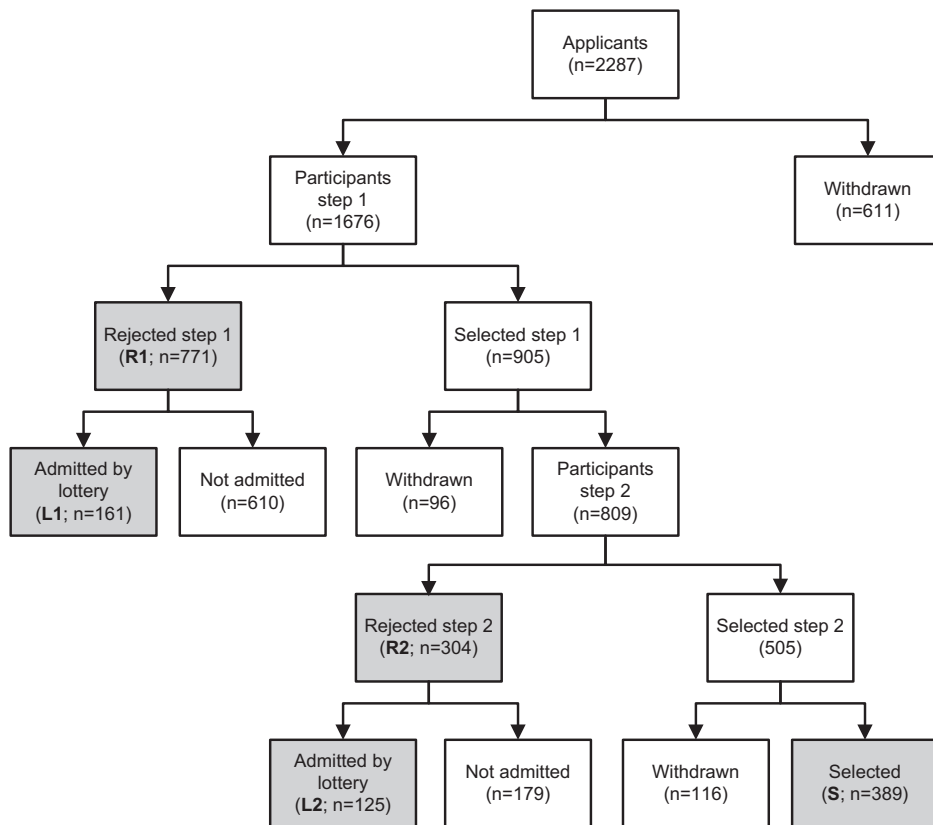 Applicants
(n=2287)
Participants
step 1
(n=1676)
Withdrawn
(n=611)
Rejected step 1
(R1; n=771)
Selected step 1
(n=905)
Admitted by
lottery
(L1; n=161)
Not admitted
(n=610)
Withdrawn
(n=96)
Participants
step 2
(n=809)
Rejected step 2
(R2; n=304)
Selected step 2
(505)
Admitted by
lottery
(L2; n=125)
Not admitted
(n=179)
Withdrawn
(n=116)
Selected
(S; n=389)